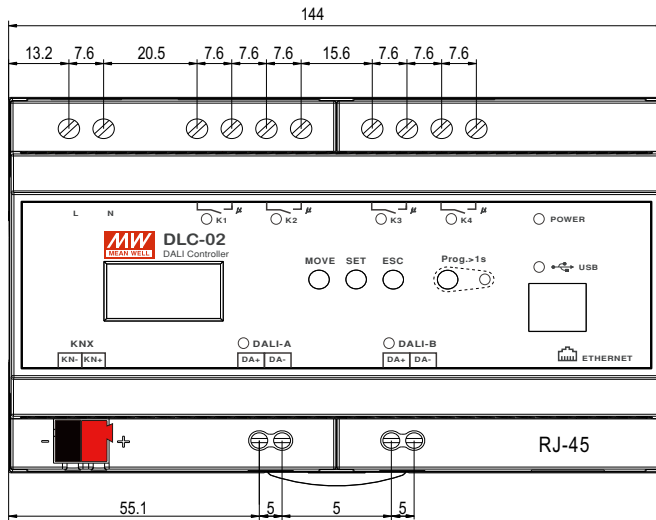 144
13.2 7.6 20.5 7.6 7.6 7.6 15.6 7.6 7.6 7.6
L N K1 μ K2 μ K3 μ K4 μ POWER
MW
MEAN WELL
DLC-02
DALI Controller
MOVE SET ESC Prog.>1s
USB
KNX DALI-A DALI-B
KN- KN+ DA+ DA- DA+ DA- ETHERNET
- + RJ-45
55.1 5 5 5